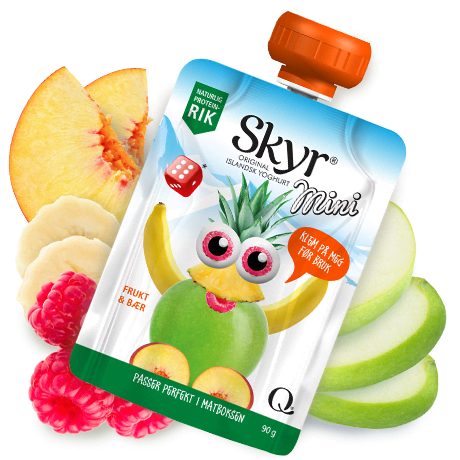 NATURLIG
PROTEIN-
RIK
Skyr®
ORIGINAL
ISLANDSK YOGHURT
mini
*
KLEM PÅ MEG
FØR BRUK
FRUKT
& BÆR
PASSER PERFEKT I MATBOKSEN
Q
90 g